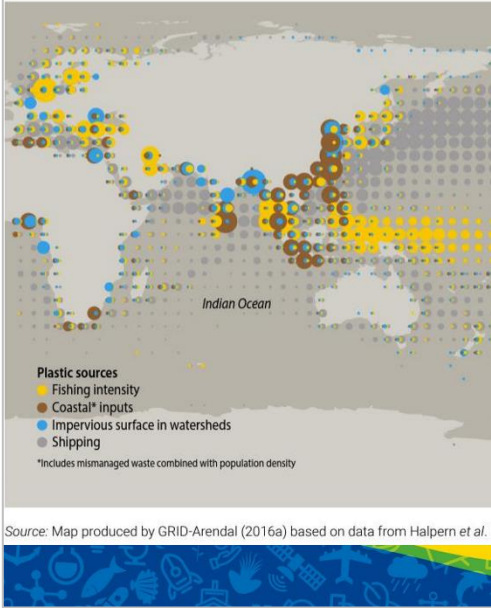 Indian Ocean
Plastic sources
Fishing intensity
Coastal* inputs
Impervious surface in watersheds
Shipping
*Includes mismanaged waste combined with population density
Source: Map produced by GRID-Arendal (2016a) based on data from Halpern et al.